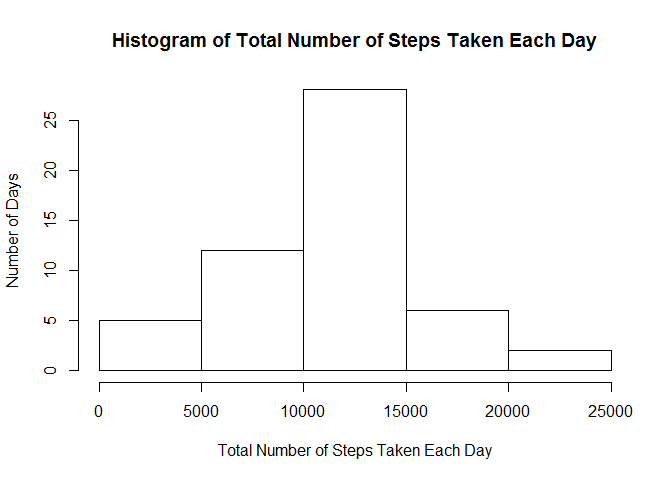 Histogram of Total Number of Steps Taken Each Day
Number of Days
25
20
15
10
5
0
0 5000 10000 15000 20000 25000
Total Number of Steps Taken Each Day